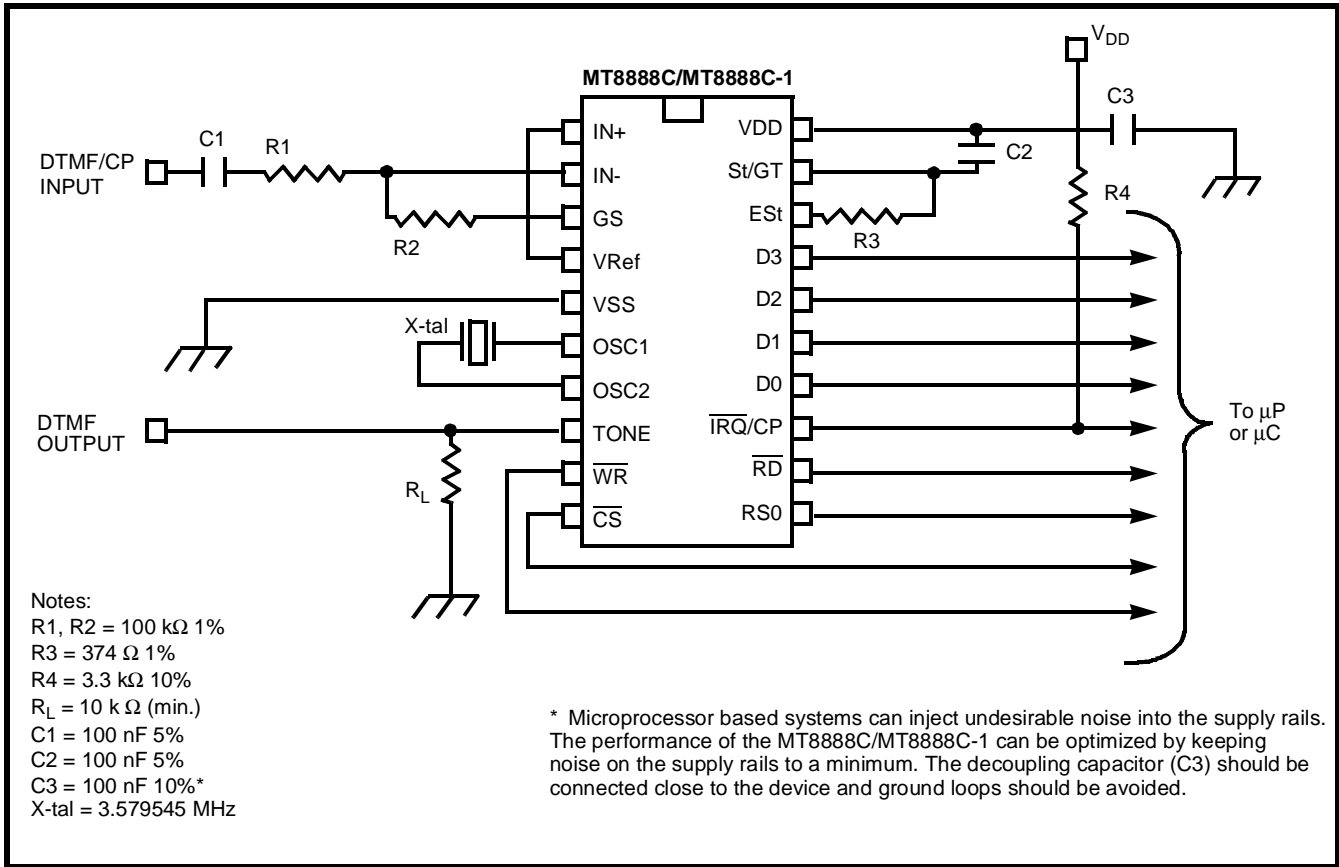 MT8888C/MT8888C-1
VDD
C3
C1
R1
DTMF/CP
INPUT
R2
IN+
IN-
GS
VRef
VSS
OSC1
OSC2
TONE
WR
CS
VDD
St/GT
ESt
D3
D2
D1
D0
IRQ/CP
RD
RS0
C2
R3
R4
X-tal
DTMF
OUTPUT
RL
To μP
or μC
Notes:
R1, R2 = 100 kΩ 1%
R3 = 374 Ω 1%
R4 = 3.3 kΩ 10%
RL = 10 k Ω (min.)
C1 = 100 nF 5%
C2 = 100 nF 5%
C3 = 100 nF 10%*
X-tal = 3.579545 MHz
* Microprocessor based systems can inject undesirable noise into the supply rails.
The performance of the MT8888C/MT8888C-1 can be optimized by keeping
noise on the supply rails to a minimum. The decoupling capacitor (C3) should be
connected close to the device and ground loops should be avoided.